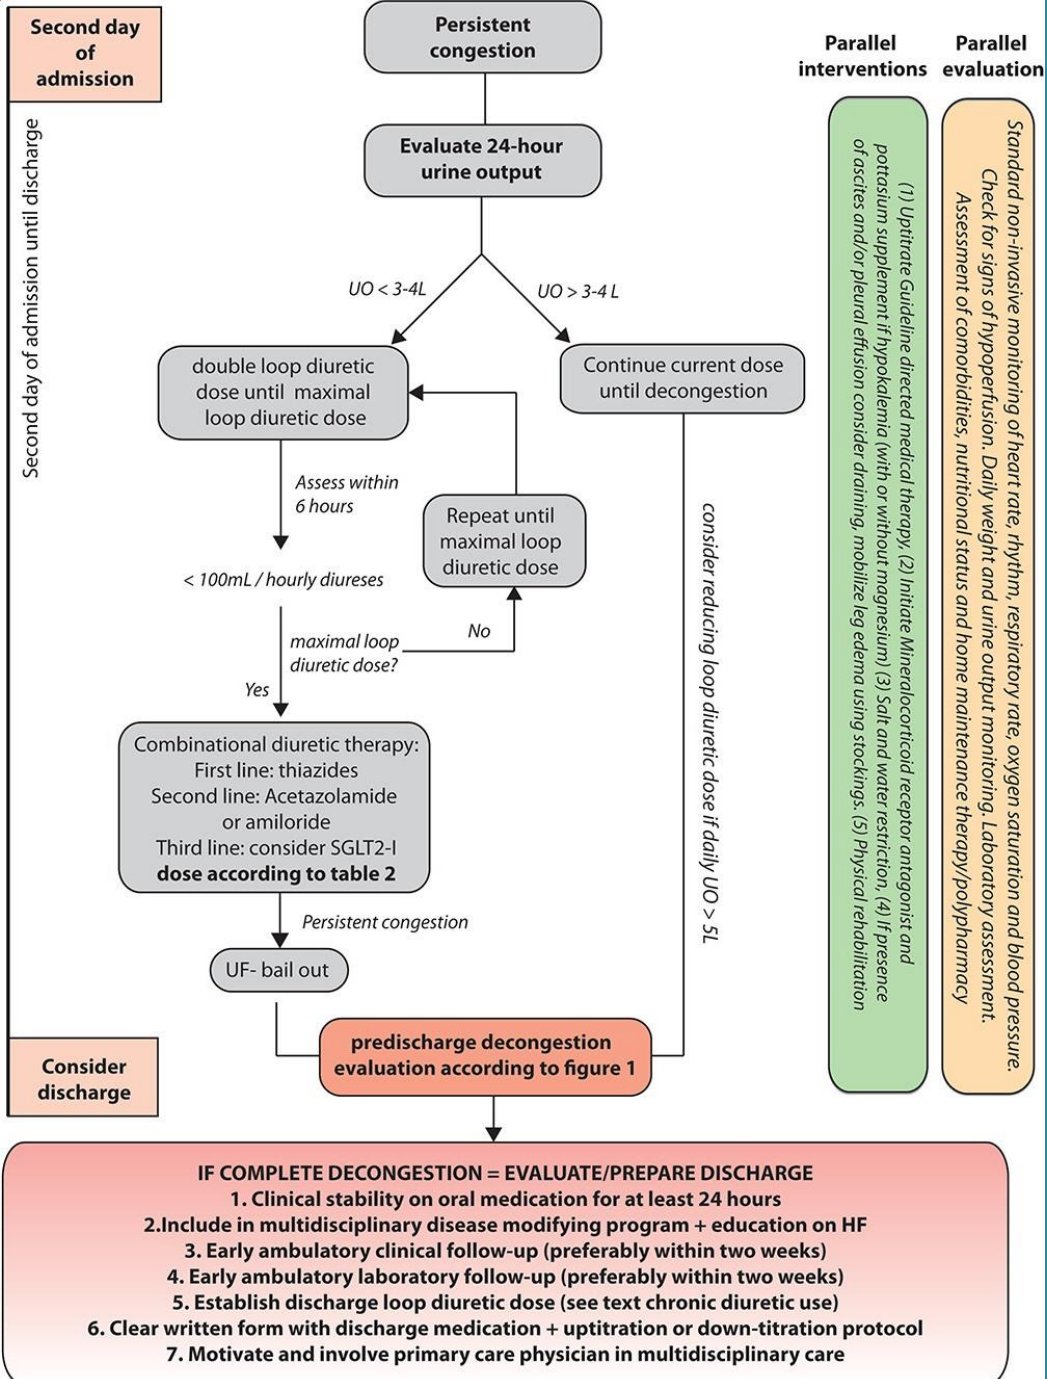 Second day
of
admission
Second day of admission until discharge
Persistent
congestion
Evaluate 24-hour
urine output
UO < 3-4L
UO > 3-4 L
double loop diuretic
dose until maximal
loop diuretic dose
Continue current dose
until decongestion
Assess within
6 hours
Repeat until
maximal loop
diuretic dose
< 100mL / hourly diureses
maximal loop
diuretic dose?
No
Yes
consider reducing loop diuretic dose if daily UO > 5L
Combinational diuretic therapy:
First line: thiazides
Second line: Acetazolamide
or amiloride
Third line: consider SGLT2-I
dose according to table 2
Persistent congestion
UF- bail out
predischarge decongestion
evaluation according to figure 1
Consider
discharge
Parallel
interventions
(1) Uptitrate Guideline directed medical therapy, (2) Initiate Mineralocorticoid receptor antagonist and
pottasium supplement if hypokalemia (with or without magnesium) (3) Salt and water restriction, (4) If presence
of ascites and/or pleural effusion consider draining, mobilize leg edema using stockings. (5) Physical rehabilitation
Parallel
evaluation
Standard non-invasive monitoring of heart rate, rhythm, respiratory rate, oxygen saturation and blood pressure.
Check for signs of hypoperfusion. Daily weight and urine output monitoring. Laboratory assessment.
Assessment of comorbidities, nutritional status and home maintenance therapy/polypharmacy
IF COMPLETE DECONGESTION = EVALUATE/PREPARE DISCHARGE
1. Clinical stability on oral medication for at least 24 hours
2.Include in multidisciplinary disease modifying program + education on HF
3. Early ambulatory clinical follow-up (preferably within two weeks)
4. Early ambulatory laboratory follow-up (preferably within two weeks)
5. Establish discharge loop diuretic dose (see text chronic diuretic use)
6. Clear written form with discharge medication + uptitration or down-titration protocol
7. Motivate and involve primary care physician in multidisciplinary care